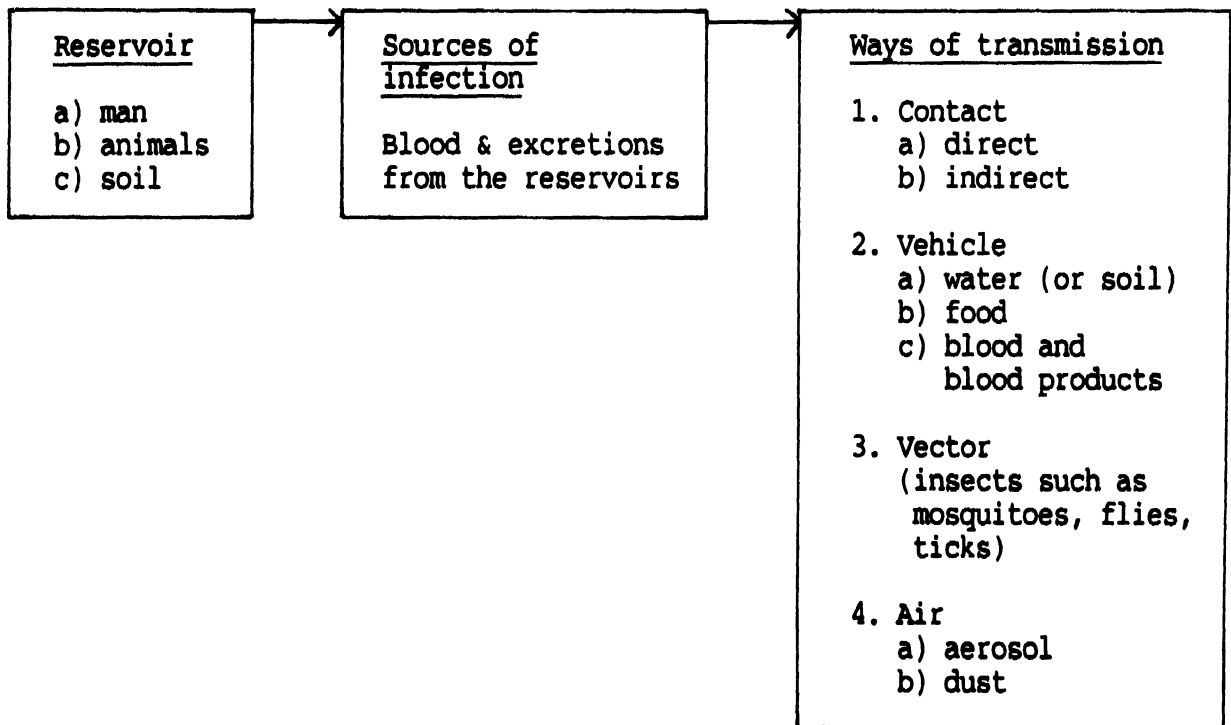 Reservoir
a) man
b) animals
c) soil
Sources of
infection
Blood & excretions
from the reservoirs
Ways of transmission
1. Contact
a) direct
b) indirect
2. Vehicle
a) water (or soil)
b) food
c) blood and
blood products
3. Vector
(insects such as
mosquitoes, flies,
ticks)
4. Air
a) aerosol
b) dust